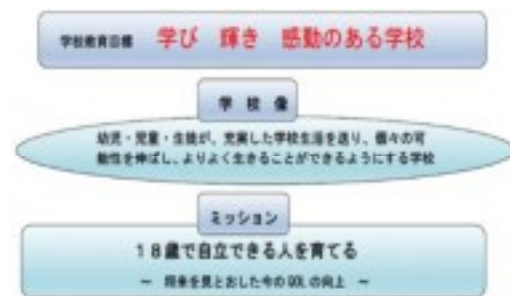 学校教育目標 学び 輝き 感動のある学校
学校像
幼児・児童・生徒が、充実した学校生活を送り、個々の可
能性を伸ばし、よりよく生きることができるようにする学校
ミッション
18歳で自立できる人を育てる
~ 将来を見とおした今のQOLの向上 ~